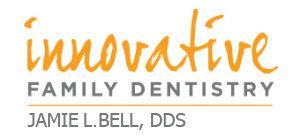 innovative
FAMILY DENTISTRY
JAMIE L.BELL, DDS